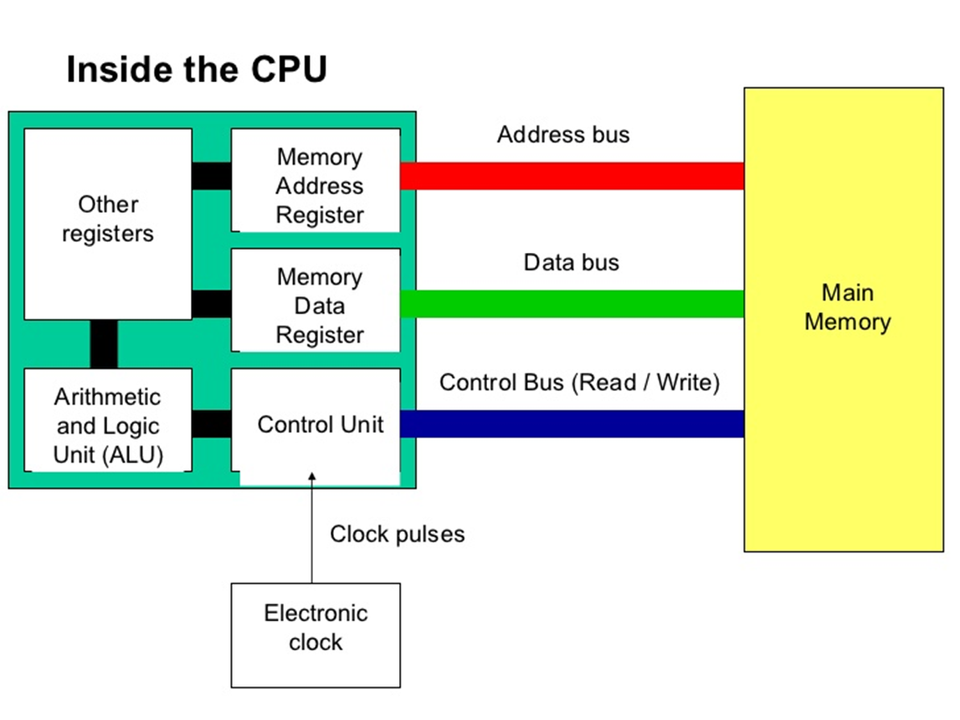 Inside the CPU
Address bus
Memory
Address
Register
Other
registers
Data bus
Memory
Data
Register
Main
Memory
Control Bus (Read / Write)
Arithmetic
and Logic
Unit (ALU)
Control Unit
Clock pulses
Electronic
clock